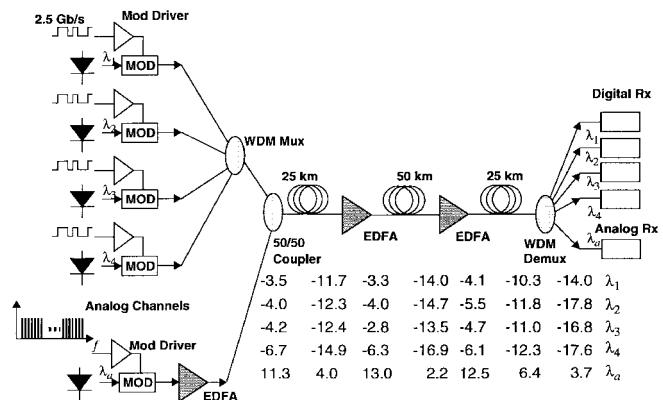 Mod Driver
2.5 Gb/s
λ1
MOD
λ2
MOD
λ3
MOD
λ4
MOD
WDM Mux
25 km
50 km
25 km
EDFA
EDFA
50/50
Coupler
WDM
Demux
Digital Rx
λ1
λ2
λ3
λ4
Analog Rx
λa
-3.5 -11.7 -3.3 -14.0 -4.1 -10.3 -14.0 λ1
-4.0 -12.3 -4.0 -14.7 -5.5 -11.8 -17.8 λ2
-4.2 -12.4 -2.8 -13.5 -4.7 -11.0 -16.8 λ3
-6.7 -14.9 -6.3 -16.9 -6.1 -12.3 -17.6 λ4
11.3 4.0 13.0 2.2 12.5 6.4 3.7 λa
Analog Channels
f
Mod Driver
λa
MOD
EDFA